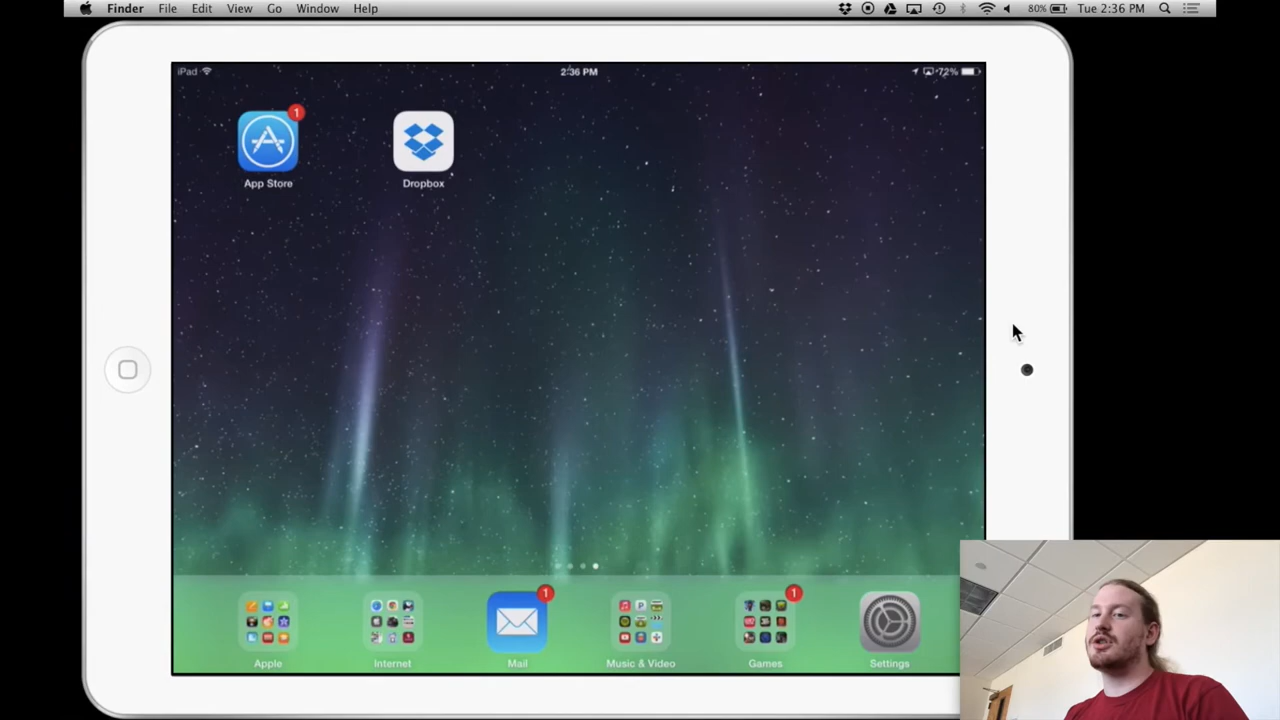 Finder File Edit View Go Window Help 80% Tue 2:36 PM
iPad 2:36 PM 72%
1
App Store Dropbox
1 1
Apple Internet Mail Music & Video Games Settings